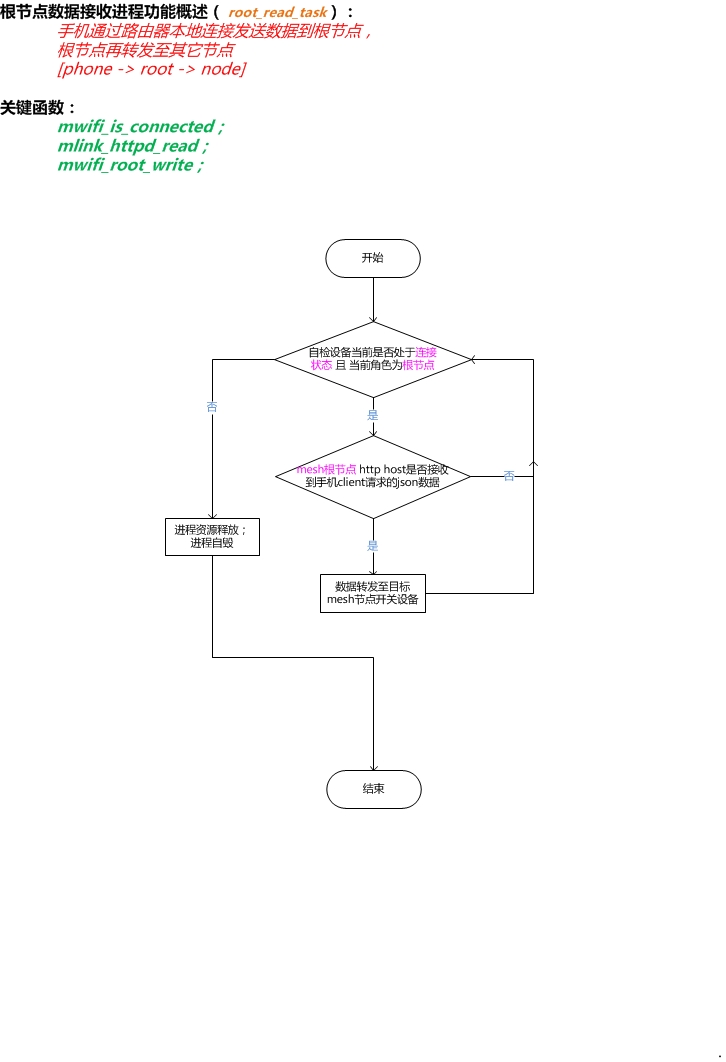 根节点数据接收进程功能概述（ root_read_task）：
手机通过路由器本地连接发送数据到根节点，
根节点再转发至其它节点
[phone -> root -> node]
关键函数：
mwifi_is_connected；
mlink_httpd_read；
mwifi_root_write；
开始
自检设备当前是否处于连接
状态 且 当前角色为根节点
否
是
mesh根节点 http host是否接收
到手机client请求的json数据
否
进程资源释放；
进程自毁
是
数据转发至目标
mesh节点开关设备
结束
.